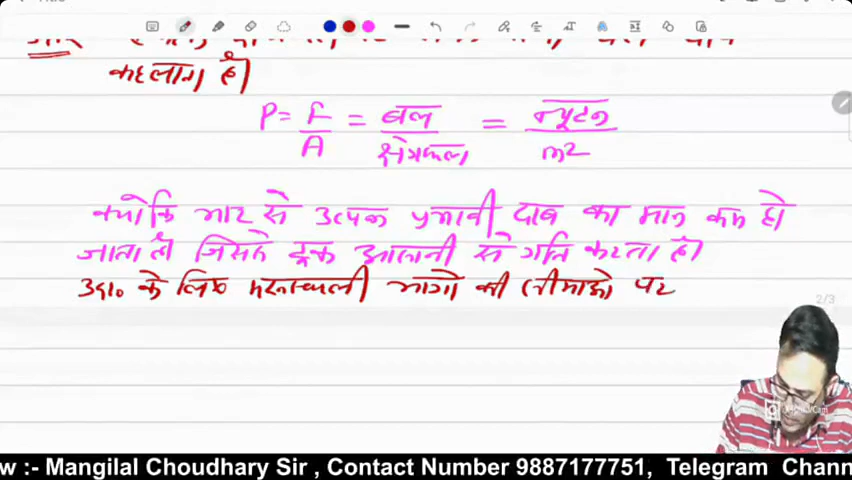 कहलाता है।
P = F/A = बल/क्षेत्रफल = न्यूटन/m2
क्योंकि भार से उत्पन्न प्रभावी दाब का मान कम हो
जाता है। जिससे ट्रक आसानी से गति करता है।
उदा० के लिए मरुस्थली भागो की सीमाओ पर
2/3
w :- Mangilal Choudhary Sir , Contact Number 9887177751, Telegram Chann